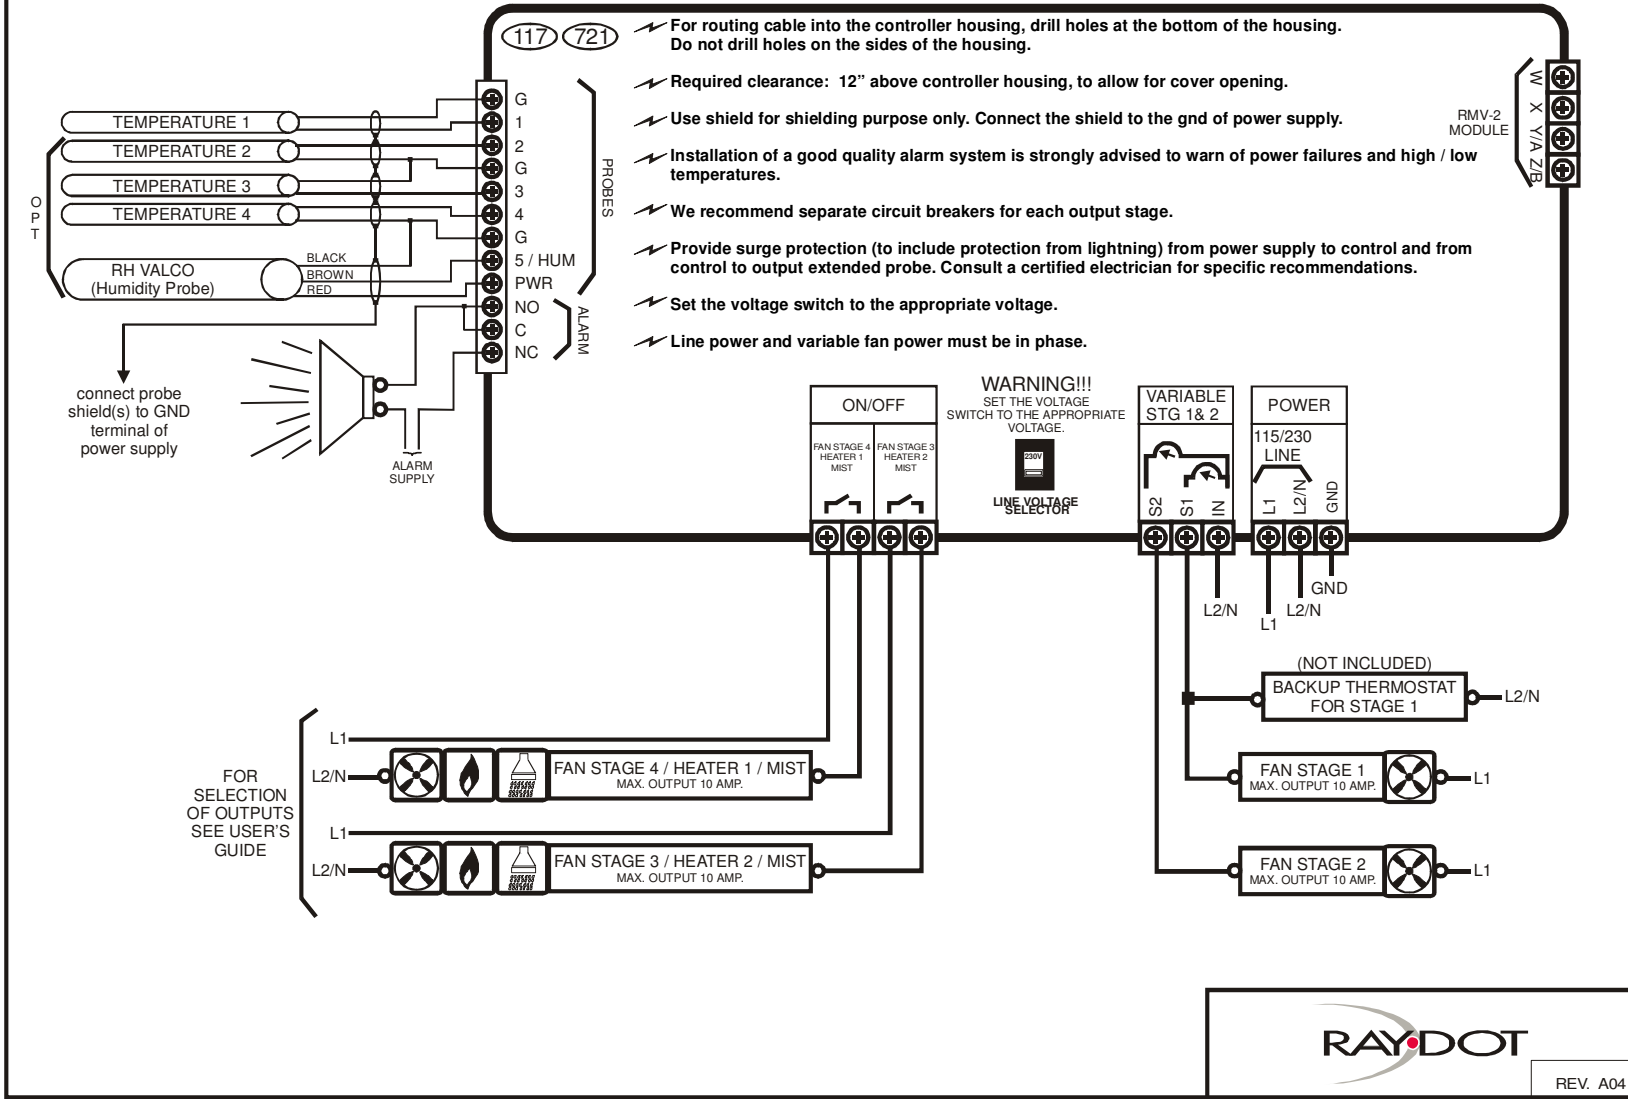 117 721
For routing cable into the controller housing, drill holes at the bottom of the housing.
Do not drill holes on the sides of the housing.
Required clearance: 12” above controller housing, to allow for cover opening.
Use shield for shielding purpose only. Connect the shield to the gnd of power supply.
Installation of a good quality alarm system is strongly advised to warn of power failures and high / low
temperatures.
We recommend separate circuit breakers for each output stage.
Provide surge protection (to include protection from lightning) from power supply to control and from
control to output extended probe. Consult a certified electrician for specific recommendations.
Set the voltage switch to the appropriate voltage.
Line power and variable fan power must be in phase.
TEMPERATURE 1
TEMPERATURE 2
TEMPERATURE 3
TEMPERATURE 4
OPT
RH VALCO
(Humidity Probe)
BLACK
BROWN
RED
G
1
2
G
3
4
G
5 / HUM
PWR
NO
C
NC
PROBES
ALARM
connect probe
shield(s) to GND
terminal of
power supply
ALARM
SUPPLY
RMV-2
MODULE
W
X
Y/A
Z/B
ON/OFF
FAN STAGE 4
HEATER 1
MIST
FAN STAGE 3
HEATER 2
MIST
WARNING!!!
SET THE VOLTAGE
SWITCH TO THE APPROPRIATE
VOLTAGE.
230V
LINE VOLTAGE
SELECTOR
VARIABLE
STG 1& 2
S2
S1
IN
POWER
115/230
LINE
L1
L2/N
GND
L2/N
L1
L2/N
GND
(NOT INCLUDED)
BACKUP THERMOSTAT
FOR STAGE 1
L2/N
FAN STAGE 1
MAX. OUTPUT 10 AMP.
L1
FAN STAGE 2
MAX. OUTPUT 10 AMP.
L1
FOR
SELECTION
OF OUTPUTS
SEE USER’S
GUIDE
L1
L2/N
FAN STAGE 4 / HEATER 1 / MIST
MAX. OUTPUT 10 AMP.
L1
L2/N
FAN STAGE 3 / HEATER 2 / MIST
MAX. OUTPUT 10 AMP.
RAYDOT
REV. A04